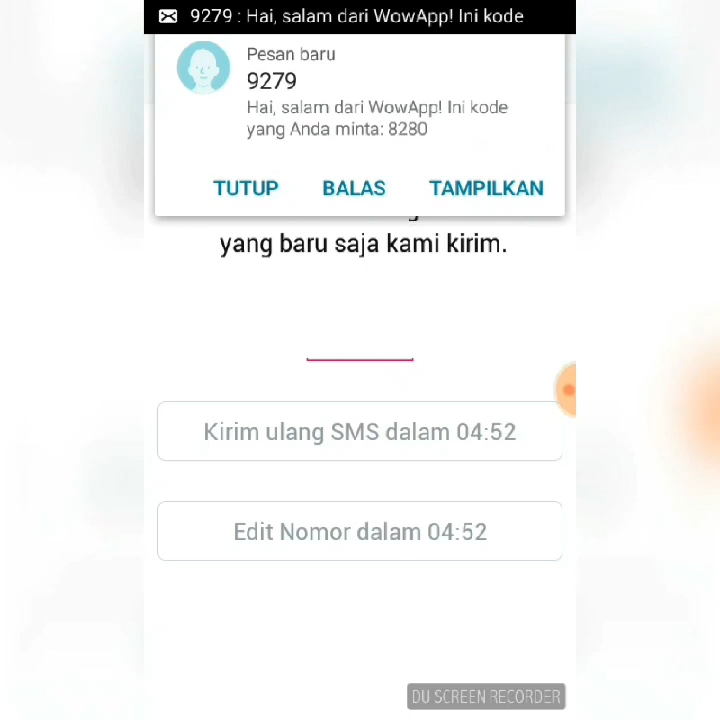 9279 : Hai, salam dari WowApp! Ini kode
Pesan baru
9279
Hai, salam dari WowApp! Ini kode
yang Anda minta: 8280
TUTUP BALAS TAMPILKAN
yang baru saja kami kirim.
Kirim ulang SMS dalam 04:52
Edit Nomor dalam 04:52
DU SCREEN RECORDER